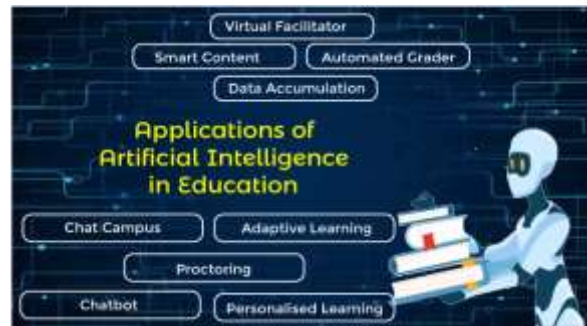 Virtual Facilitator
Smart Content
Automated Grader
Data Accumulation
Applications of
Artificial Intelligence
in Education
Chat Campus
Adaptive Learning
Proctoring
Chatbot
Personalised Learning